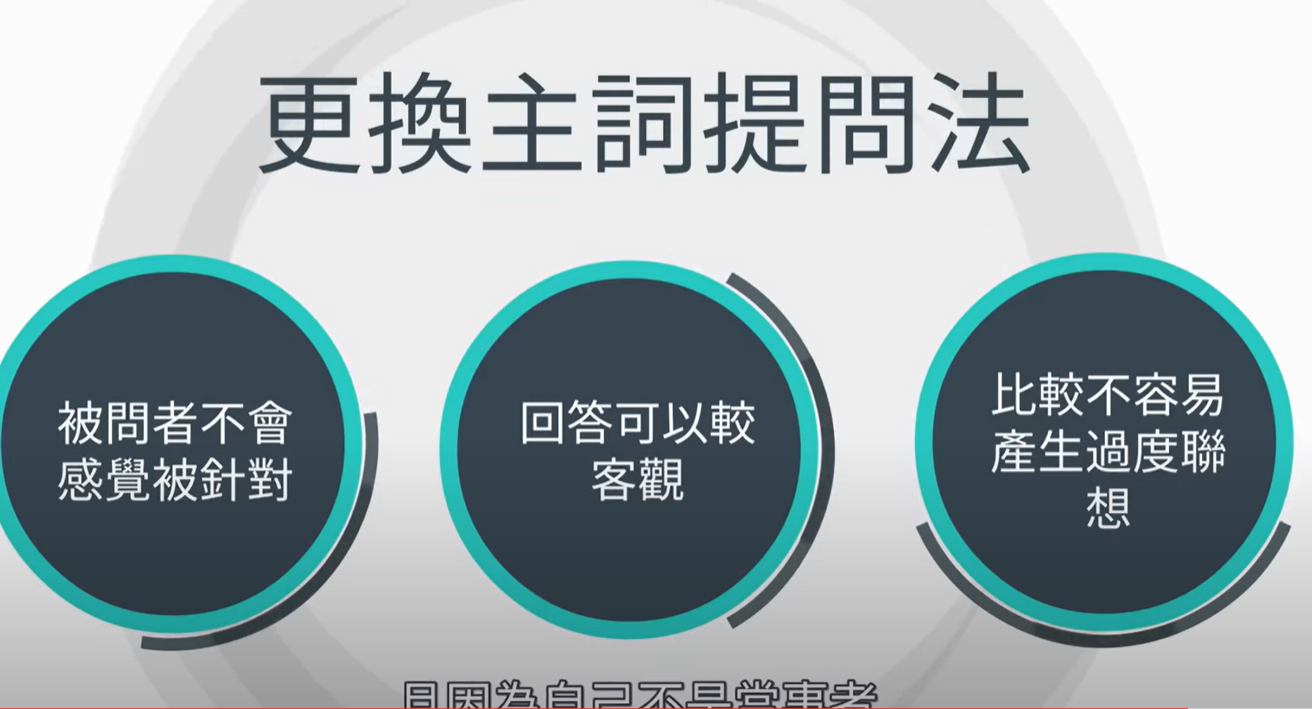 更換主詞提問法
被問者不會
感覺被針對
回答可以較
客觀
比較不容易
產生過度聯
想
因為自己不是當事者